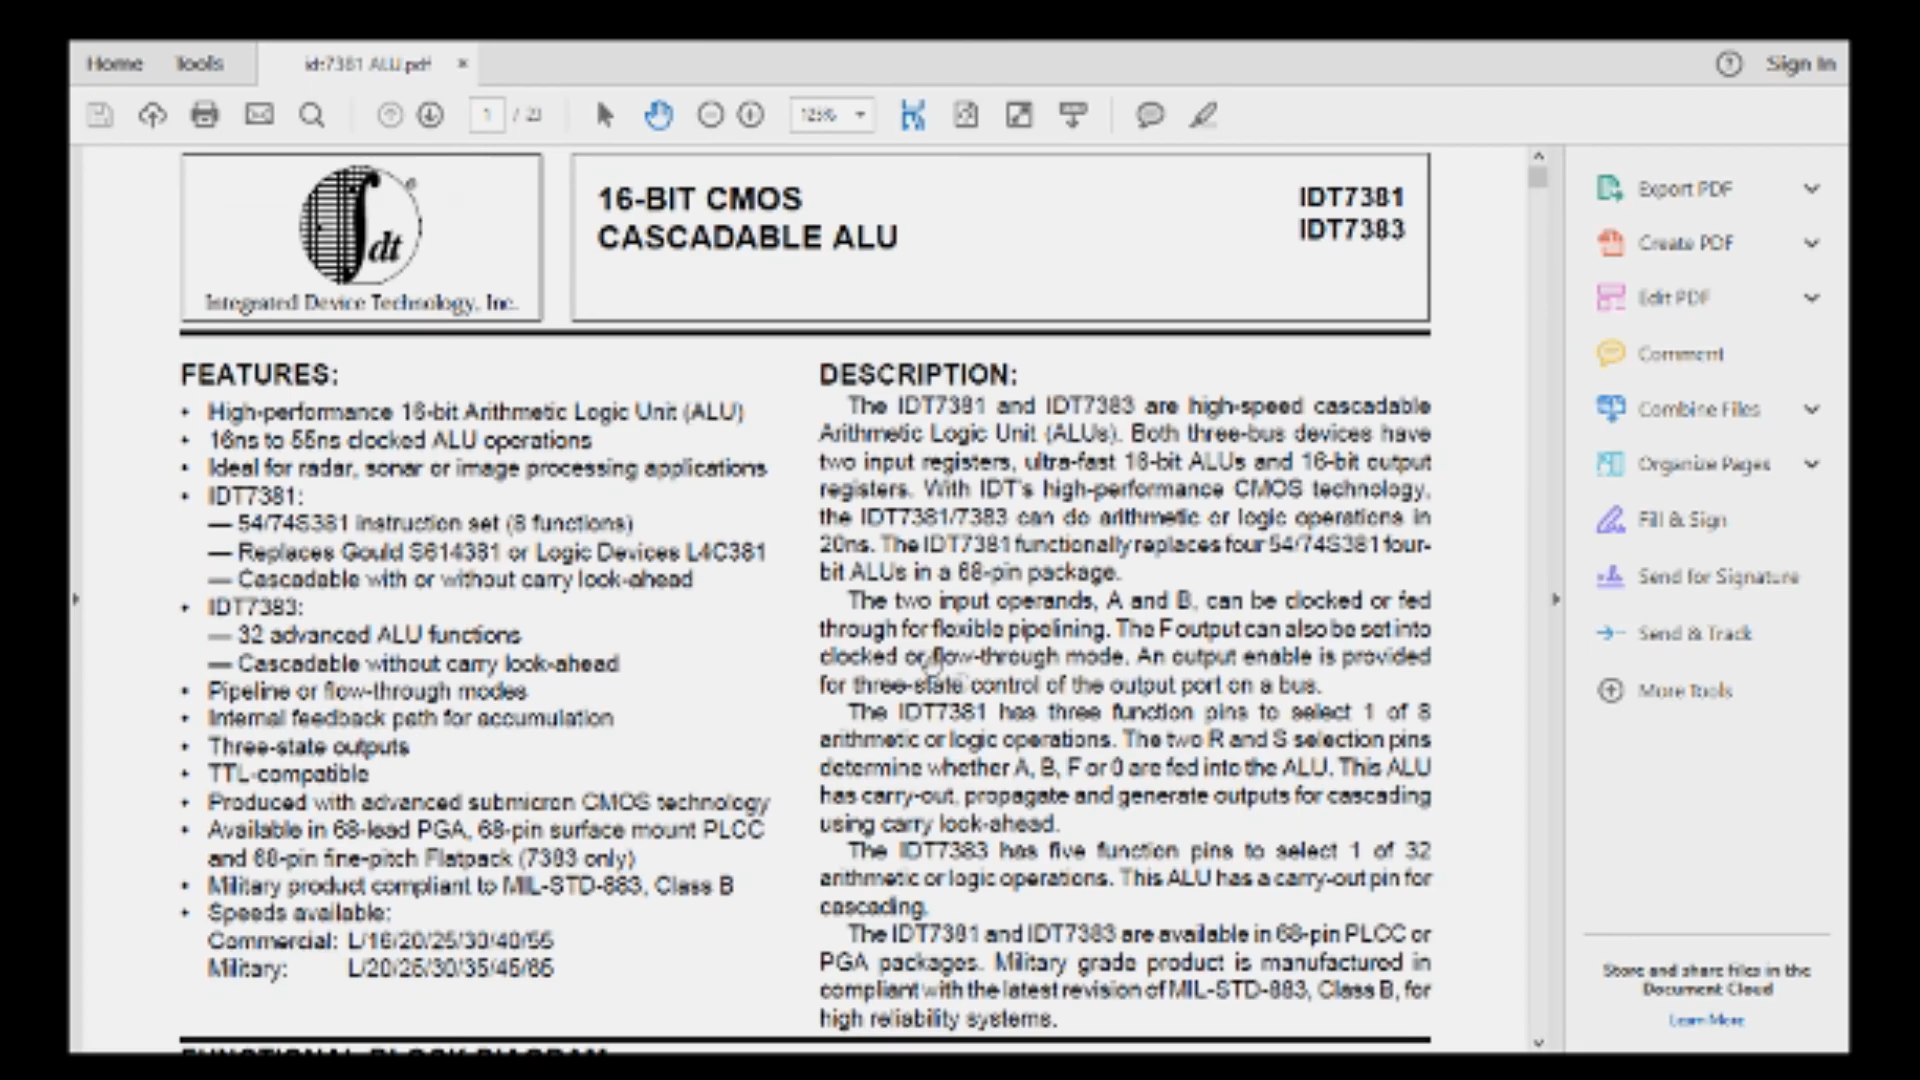 Home Tools idt7381 ALU.pdf × Sign In
1 / 23 125%
Idt ®
Integrated Device Technology, Inc.
16-BIT CMOS
CASCADABLE ALU
IDT7381
IDT7383
FEATURES:
• High-performance 16-bit Arithmetic Logic Unit (ALU)
• 16ns to 55ns clocked ALU operations
• Ideal for radar, sonar or image processing applications
• IDT7381:
— 54/74S381 instruction set (8 functions)
— Replaces Gould S614381 or Logic Devices L4C381
— Cascadable with or without carry look-ahead
• IDT7383:
— 32 advanced ALU functions
— Cascadable without carry look-ahead
• Pipeline or flow-through modes
• Internal feedback path for accumulation
• Three-state outputs
• TTL-compatible
• Produced with advanced submicron CMOS technology
• Available in 68-lead PGA, 68-pin surface mount PLCC
and 68-pin fine-pitch Flatpack (7383 only)
• Military product compliant to MIL-STD-883, Class B
• Speeds available:
Commercial: L/16/20/25/30/40/55
Military: L/20/25/30/35/45/65
DESCRIPTION:
The IDT7381 and IDT7383 are high-speed cascadable
Arithmetic Logic Unit (ALUs). Both three-bus devices have
two input registers, ultra-fast 16-bit ALUs and 16-bit output
registers. With IDT's high-performance CMOS technology,
the IDT7381/7383 can do arithmetic or logic operations in
20ns. The IDT7381 functionally replaces four 54/74S381 four-
bit ALUs in a 68-pin package.
The two input operands, A and B, can be clocked or fed
through for flexible pipelining. The F output can also be set into
clocked or flow-through mode. An output enable is provided
for three-state control of the output port on a bus.
The IDT7381 has three function pins to select 1 of 8
arithmetic or logic operations. The two R and S selection pins
determine whether A, B, F or 0 are fed into the ALU. This ALU
has carry-out, propagate and generate outputs for cascading
using carry look-ahead.
The IDT7383 has five function pins to select 1 of 32
arithmetic or logic operations. This ALU has a carry-out pin for
cascading.
The IDT7381 and IDT7383 are available in 68-pin PLCC or
PGA packages. Military grade product is manufactured in
compliant with the latest revision of MIL-STD-883, Class B, for
high reliability systems.
FUNCTIONAL BLOCK DIAGRAM
Export PDF
Create PDF
Edit PDF
Comment
Combine Files
Organize Pages
Fill & Sign
Send for Signature
Send & Track
More Tools
Store and share files in the
Document Cloud
Learn More